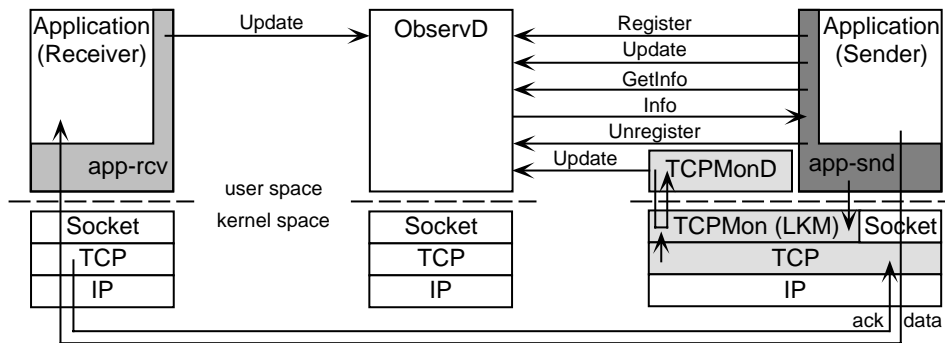 Application
(Receiver)
app-rcv
Update
ObservD
Register
Update
GetInfo
Info
Unregister
Update
Application
(Sender)
app-snd
TCPMonD
user space
kernel space
Socket
TCP
IP
Socket
TCP
IP
TCPMon (LKM)
Socket
TCP
IP
ack
data